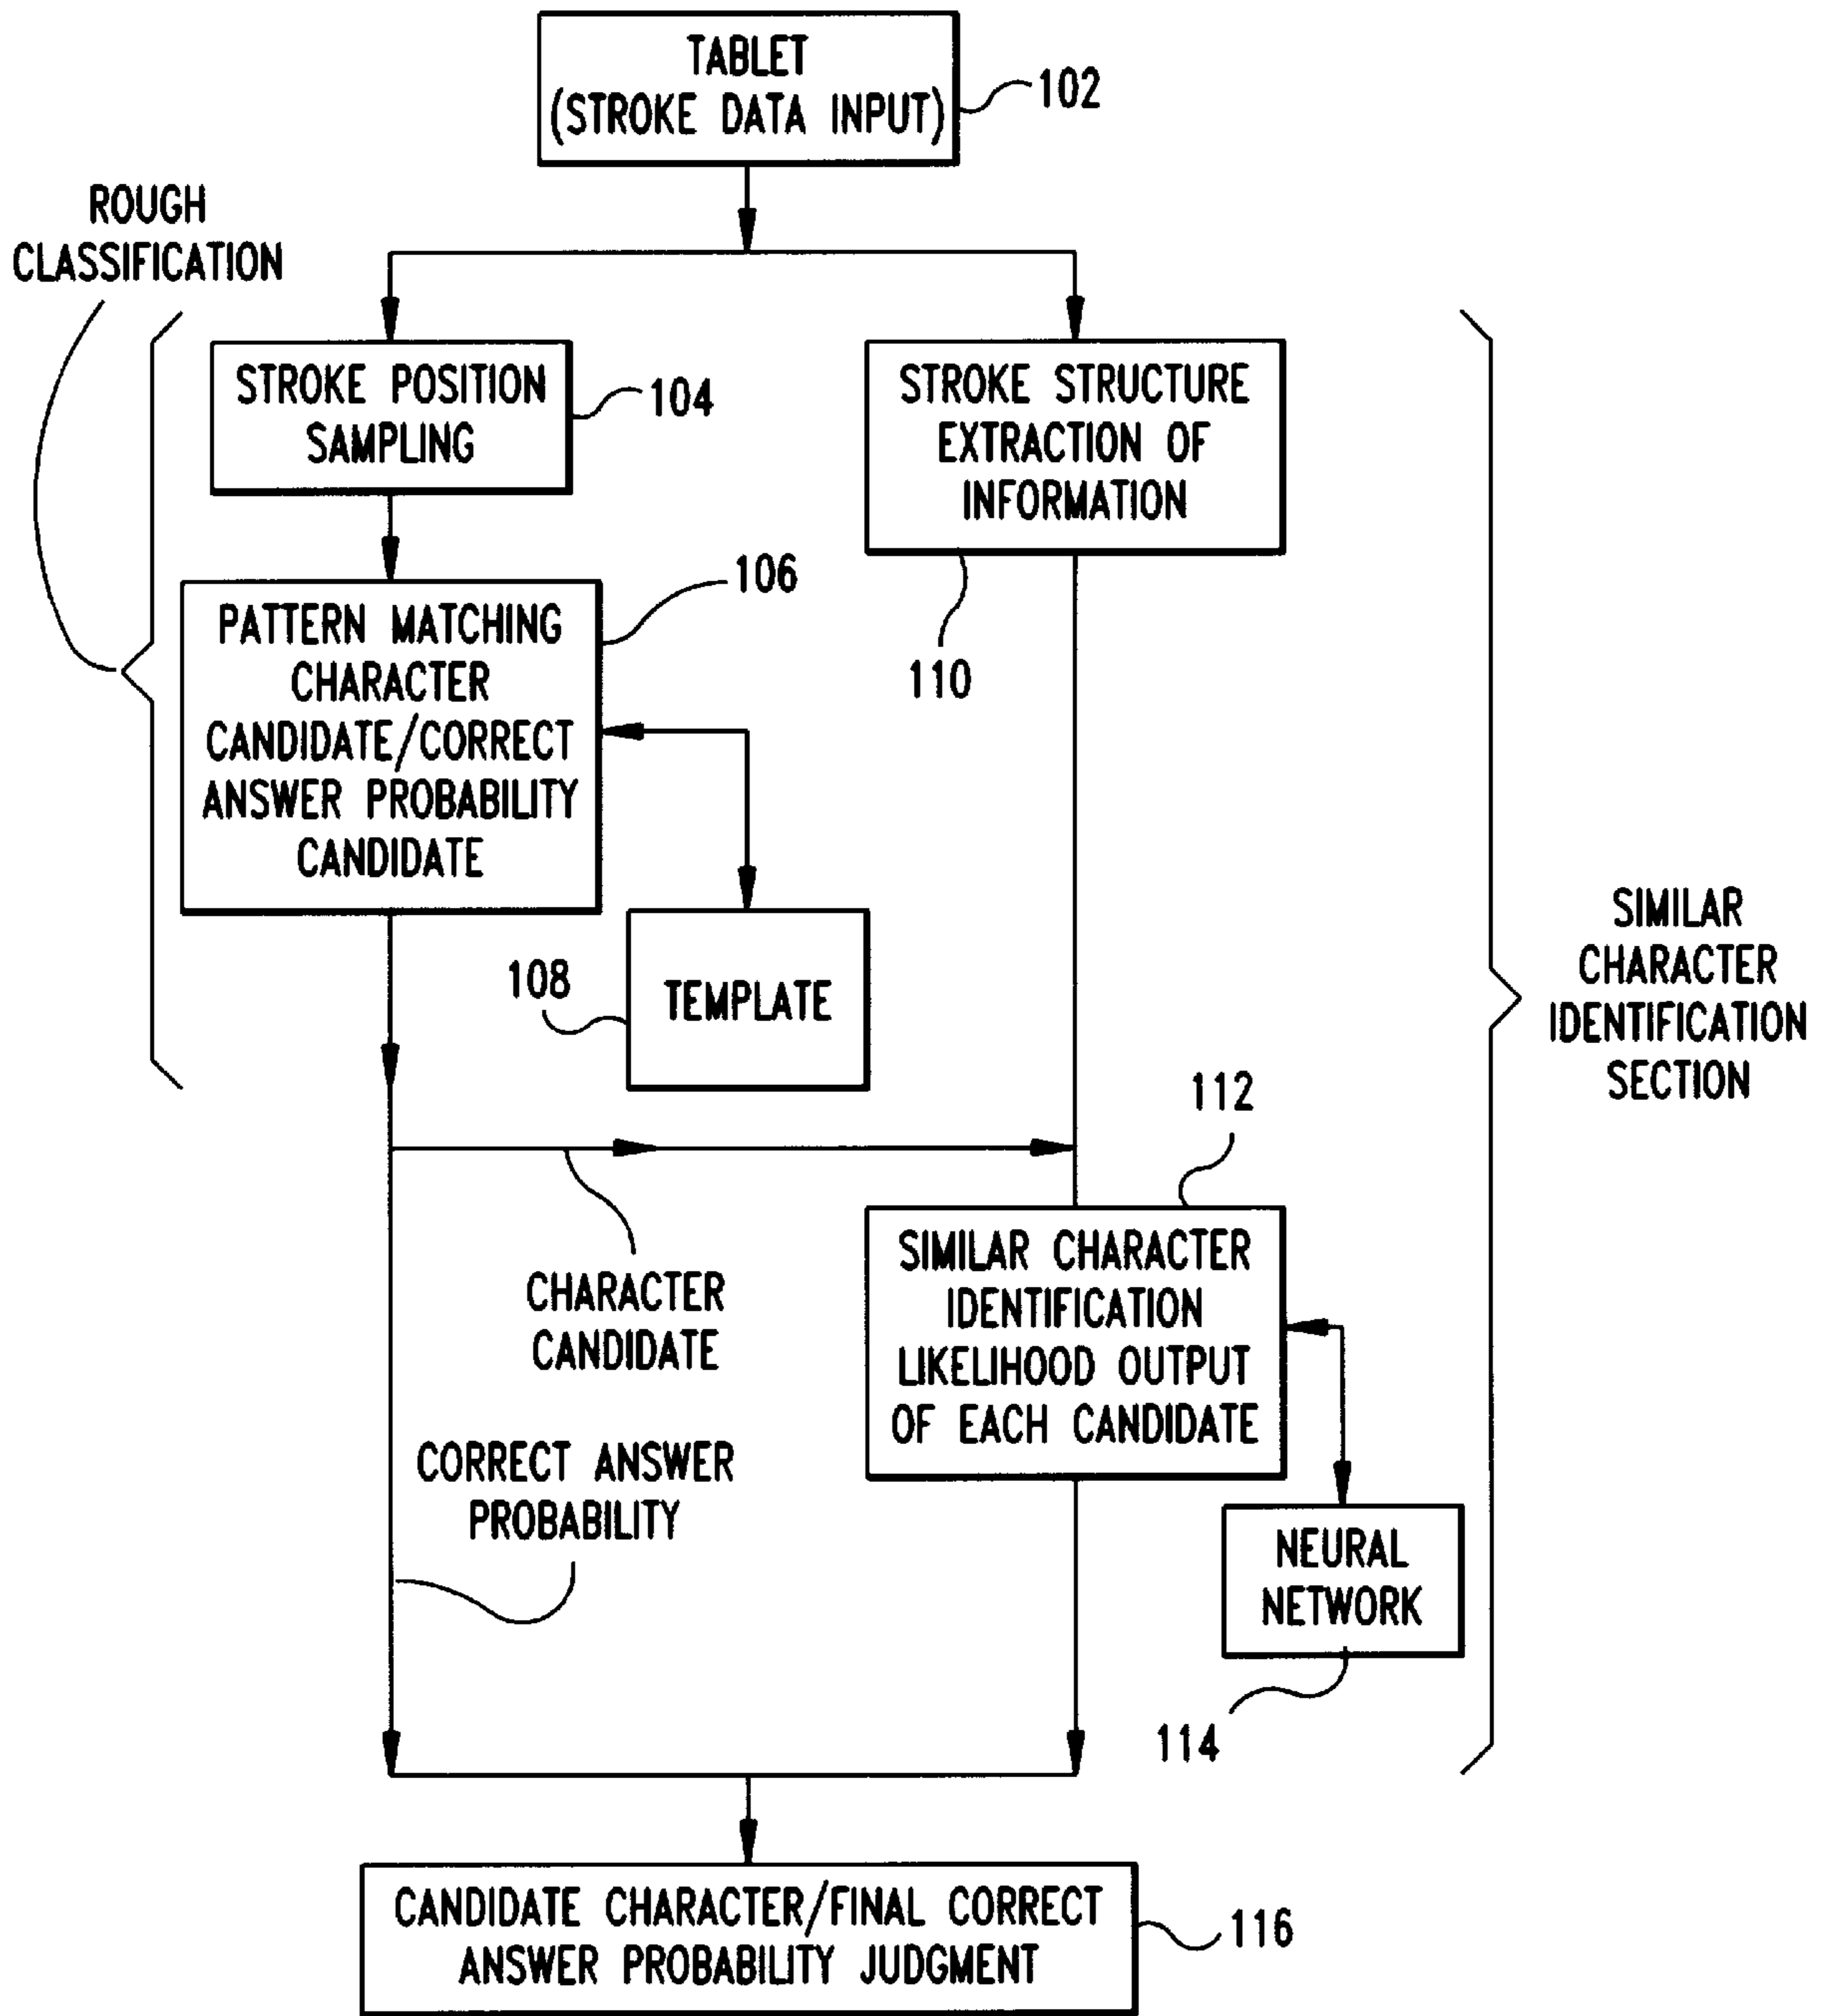 TABLET
(STROKE DATA INPUT)
102
ROUGH
CLASSIFICATION
STROKE POSITION
SAMPLING
104
STROKE STRUCTURE
EXTRACTION OF
INFORMATION
110
PATTERN MATCHING
CHARACTER
CANDIDATE/CORRECT
ANSWER PROBABILITY
CANDIDATE
106
108
TEMPLATE
SIMILAR
CHARACTER
IDENTIFICATION
SECTION
112
CHARACTER
CANDIDATE
SIMILAR CHARACTER
IDENTIFICATION
LIKELIHOOD OUTPUT
OF EACH CANDIDATE
CORRECT ANSWER
PROBABILITY
NEURAL
NETWORK
114
CANDIDATE CHARACTER/FINAL CORRECT
ANSWER PROBABILITY JUDGMENT
116